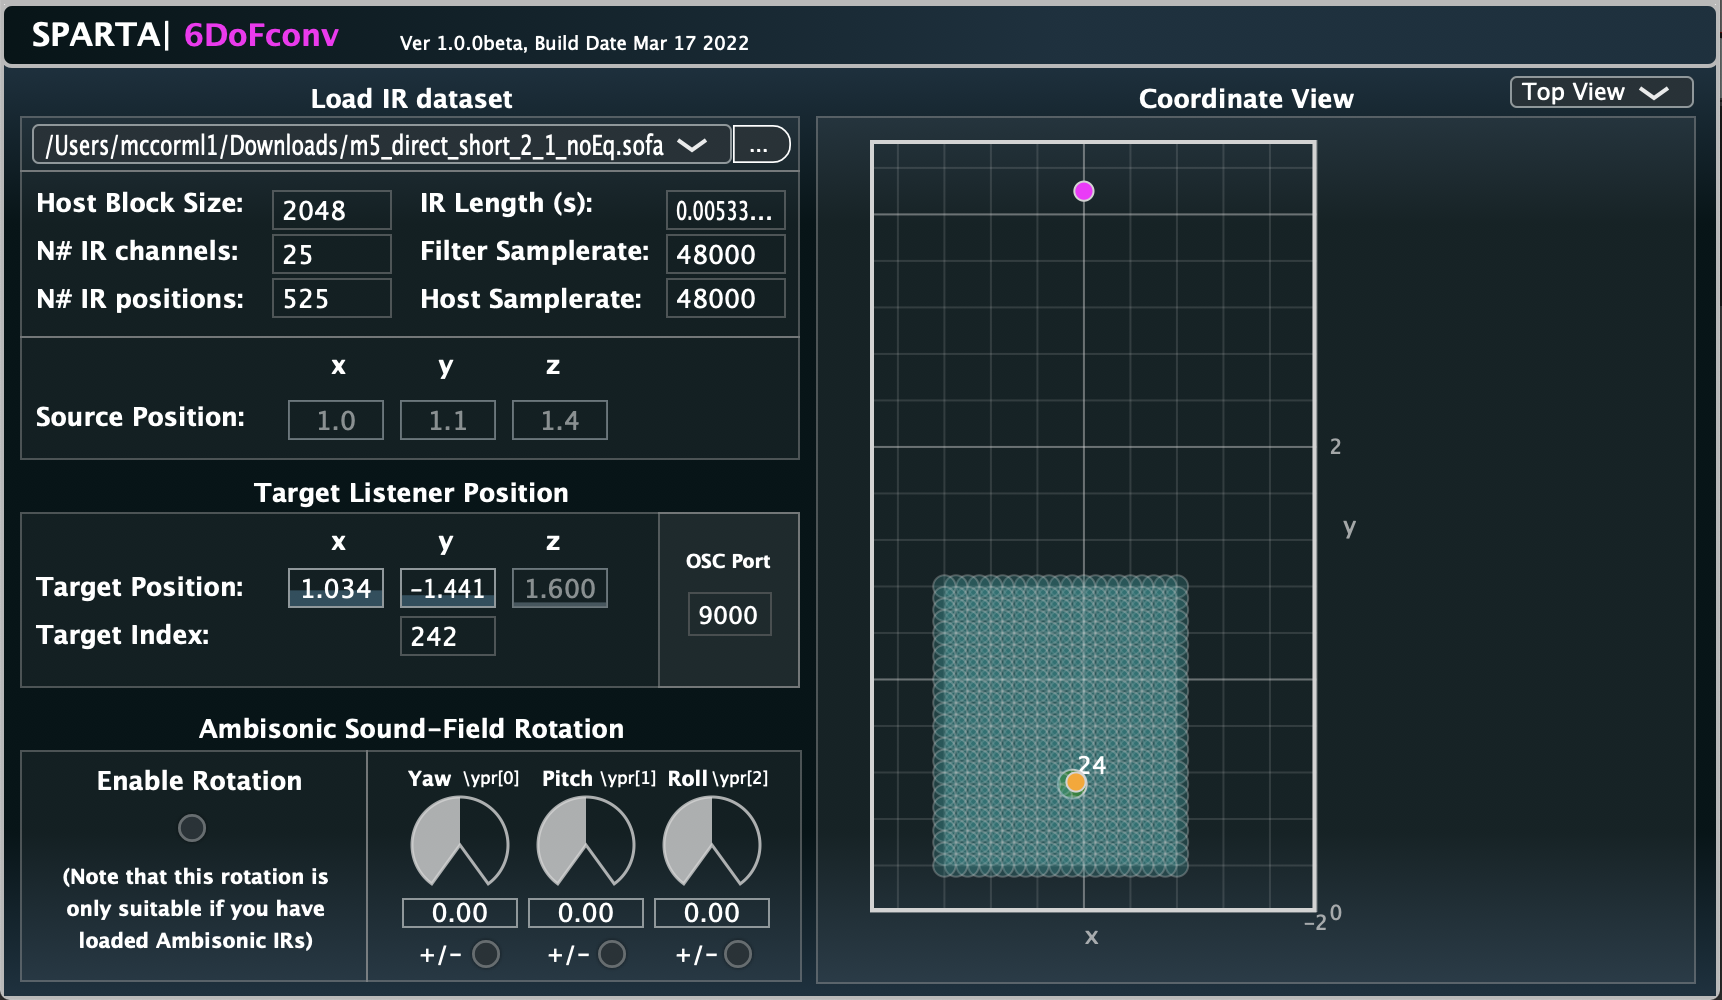 SPARTA| 6DoFconv
Ver 1.0.0beta, Build Date Mar 17 2022
Load IR dataset
/Users/mccorml1/Downloads/m5_direct_short_2_1_noEq.sofa
...
Host Block Size: 2048
IR Length (s): 0.00533...
N# IR channels: 25
Filter Samplerate: 48000
N# IR positions: 525
Host Samplerate: 48000
x y z
Source Position: 1.0 1.1 1.4
Target Listener Position
x y z
Target Position: 1.034 -1.441 1.600
Target Index: 242
OSC Port
9000
Ambisonic Sound-Field Rotation
Enable Rotation
(Note that this rotation is
only suitable if you have
loaded Ambisonic IRs)
Yaw \ypr[0] Pitch \ypr[1] Roll \ypr[2]
0.00 0.00 0.00
+/- +/- +/-
Coordinate View
Top View
2
y
24
0
-2
x